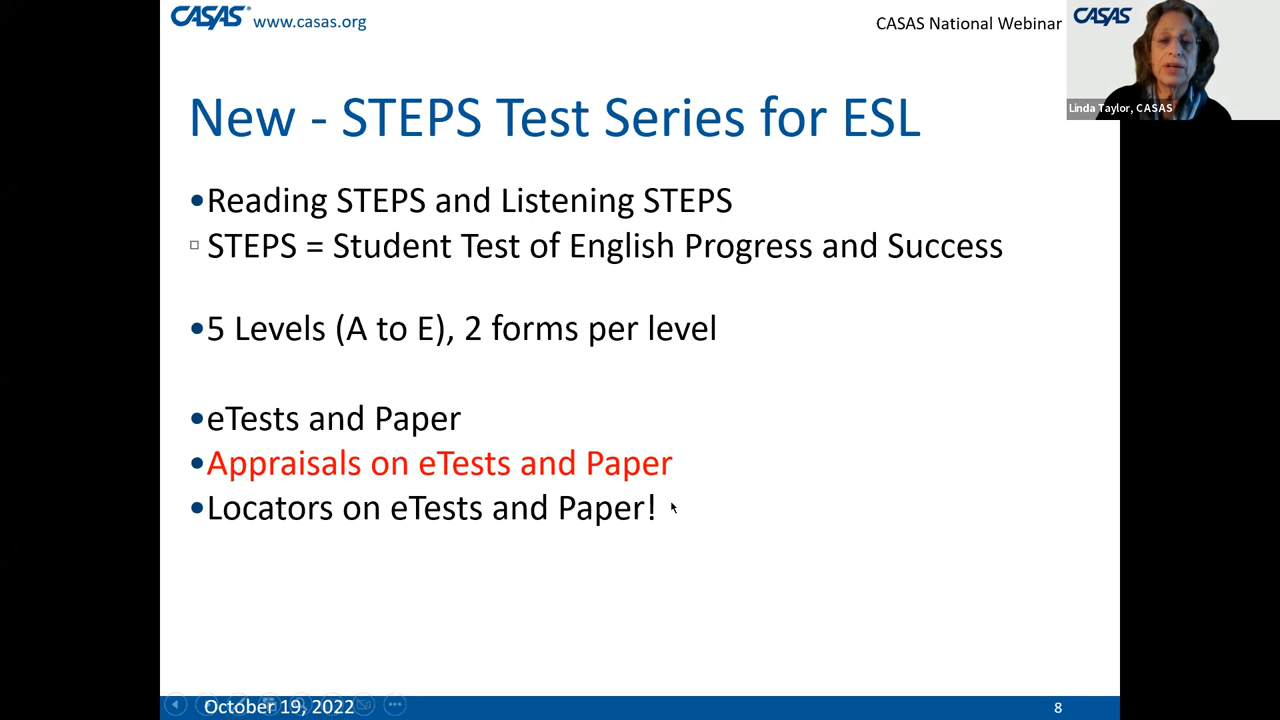 CASAS www.casas.org
CASAS National Webinar
CASAS
Linda Taylor, CASAS
New - STEPS Test Series for ESL
•Reading STEPS and Listening STEPS
▫ STEPS = Student Test of English Progress and Success
•5 Levels (A to E), 2 forms per level
•eTests and Paper
•Appraisals on eTests and Paper
•Locators on eTests and Paper!
October 19, 2022
8